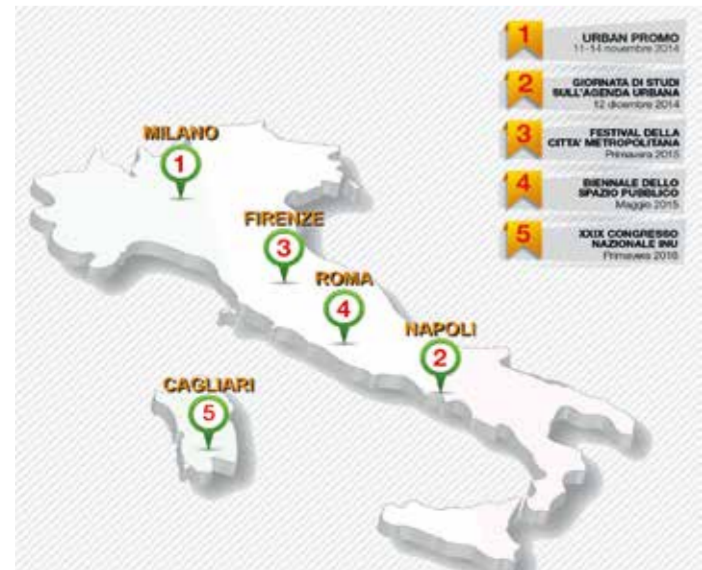 1
URBAN PROMO
11-14 novembre 2014
2
GIORNATA DI STUDI
SULL'AGENDA URBANA
12 dicembre 2014
3
FESTIVAL DELLA
CITTA' METROPOLITANA
Primavera 2015
4
BIENNALE DELLO
SPAZIO PUBBLICO
Maggio 2015
5
XXIX CONGRESSO
NAZIONALE INU
Primavera 2016
MILANO
1
FIRENZE
3
ROMA
4
NAPOLI
2
CAGLIARI
5